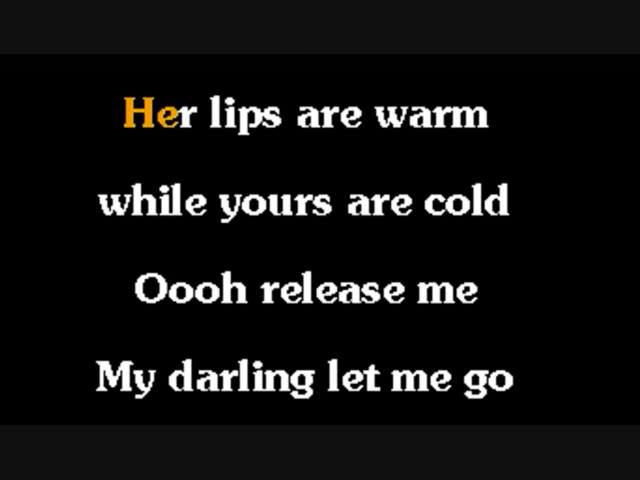 Her lips are warm
while yours are cold
Oooh release me
My darling let me go